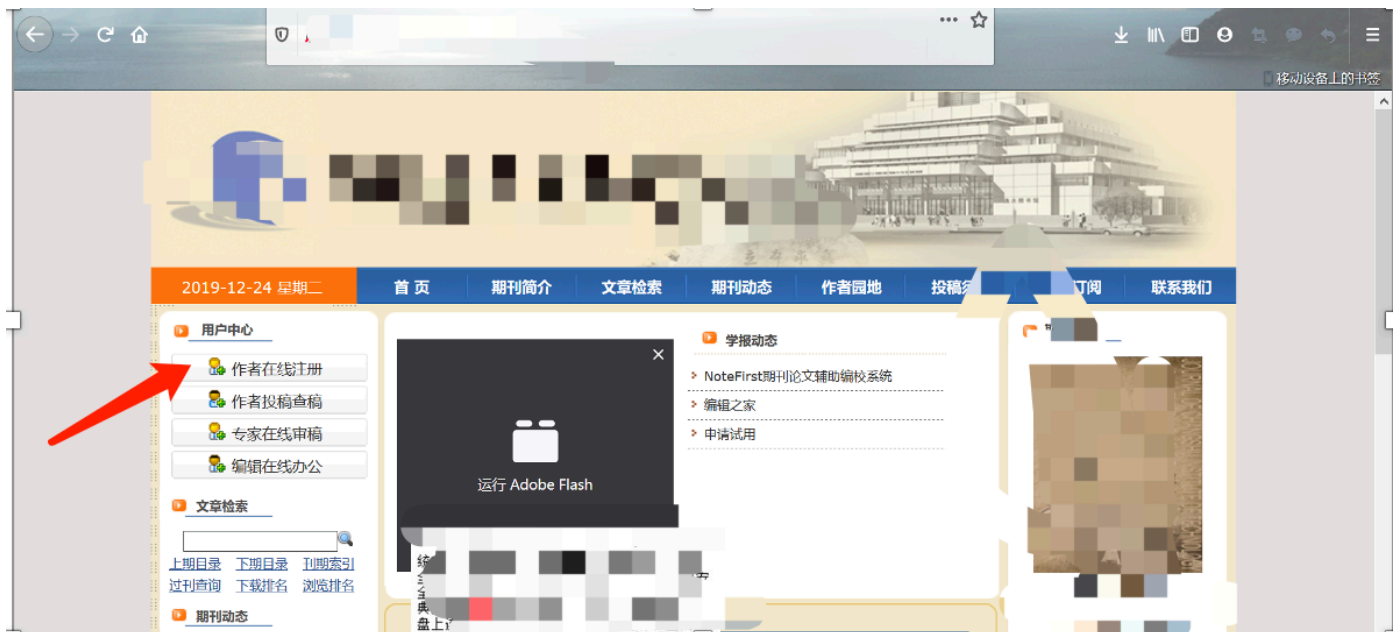 移动设备上的书签
2019-12-24 星期二
首 页
期刊简介
文章检索
期刊动态
作者园地
投稿
订阅
联系我们
用户中心
作者在线注册
作者投稿查稿
专家在线审稿
编辑在线办公
文章检索
上期目录 下期目录 刊期索引
过刊查询 下载排名 浏览排名
期刊动态
运行 Adobe Flash
学报动态
NoteFirst期刊论文辅助编校系统
编辑之家
申请试用
统
典
盘上